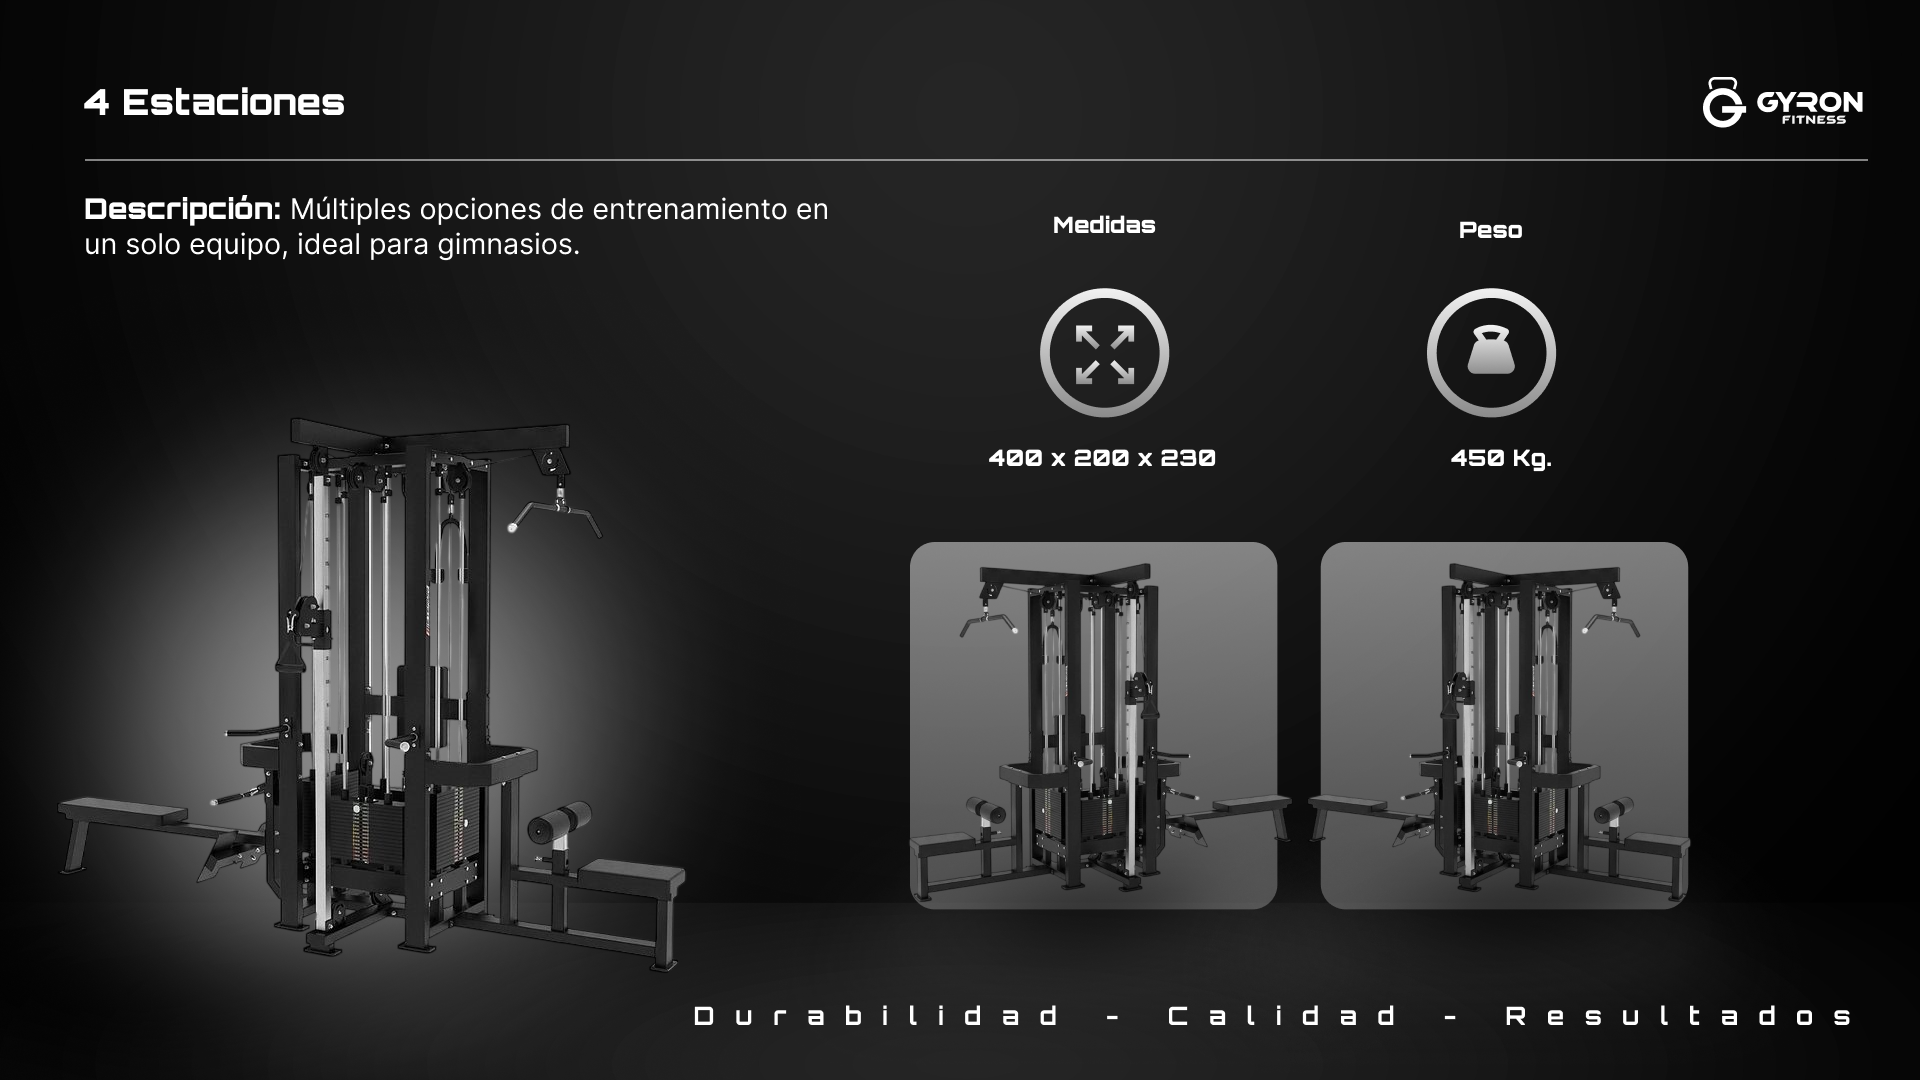 4 Estaciones
GYRON
FITNESS
Descripción: Múltiples opciones de entrenamiento en
un solo equipo, ideal para gimnasios.
Medidas
Peso
400 x 200 x 230
450 Kg.
Durabilidad - Calidad - Resultados